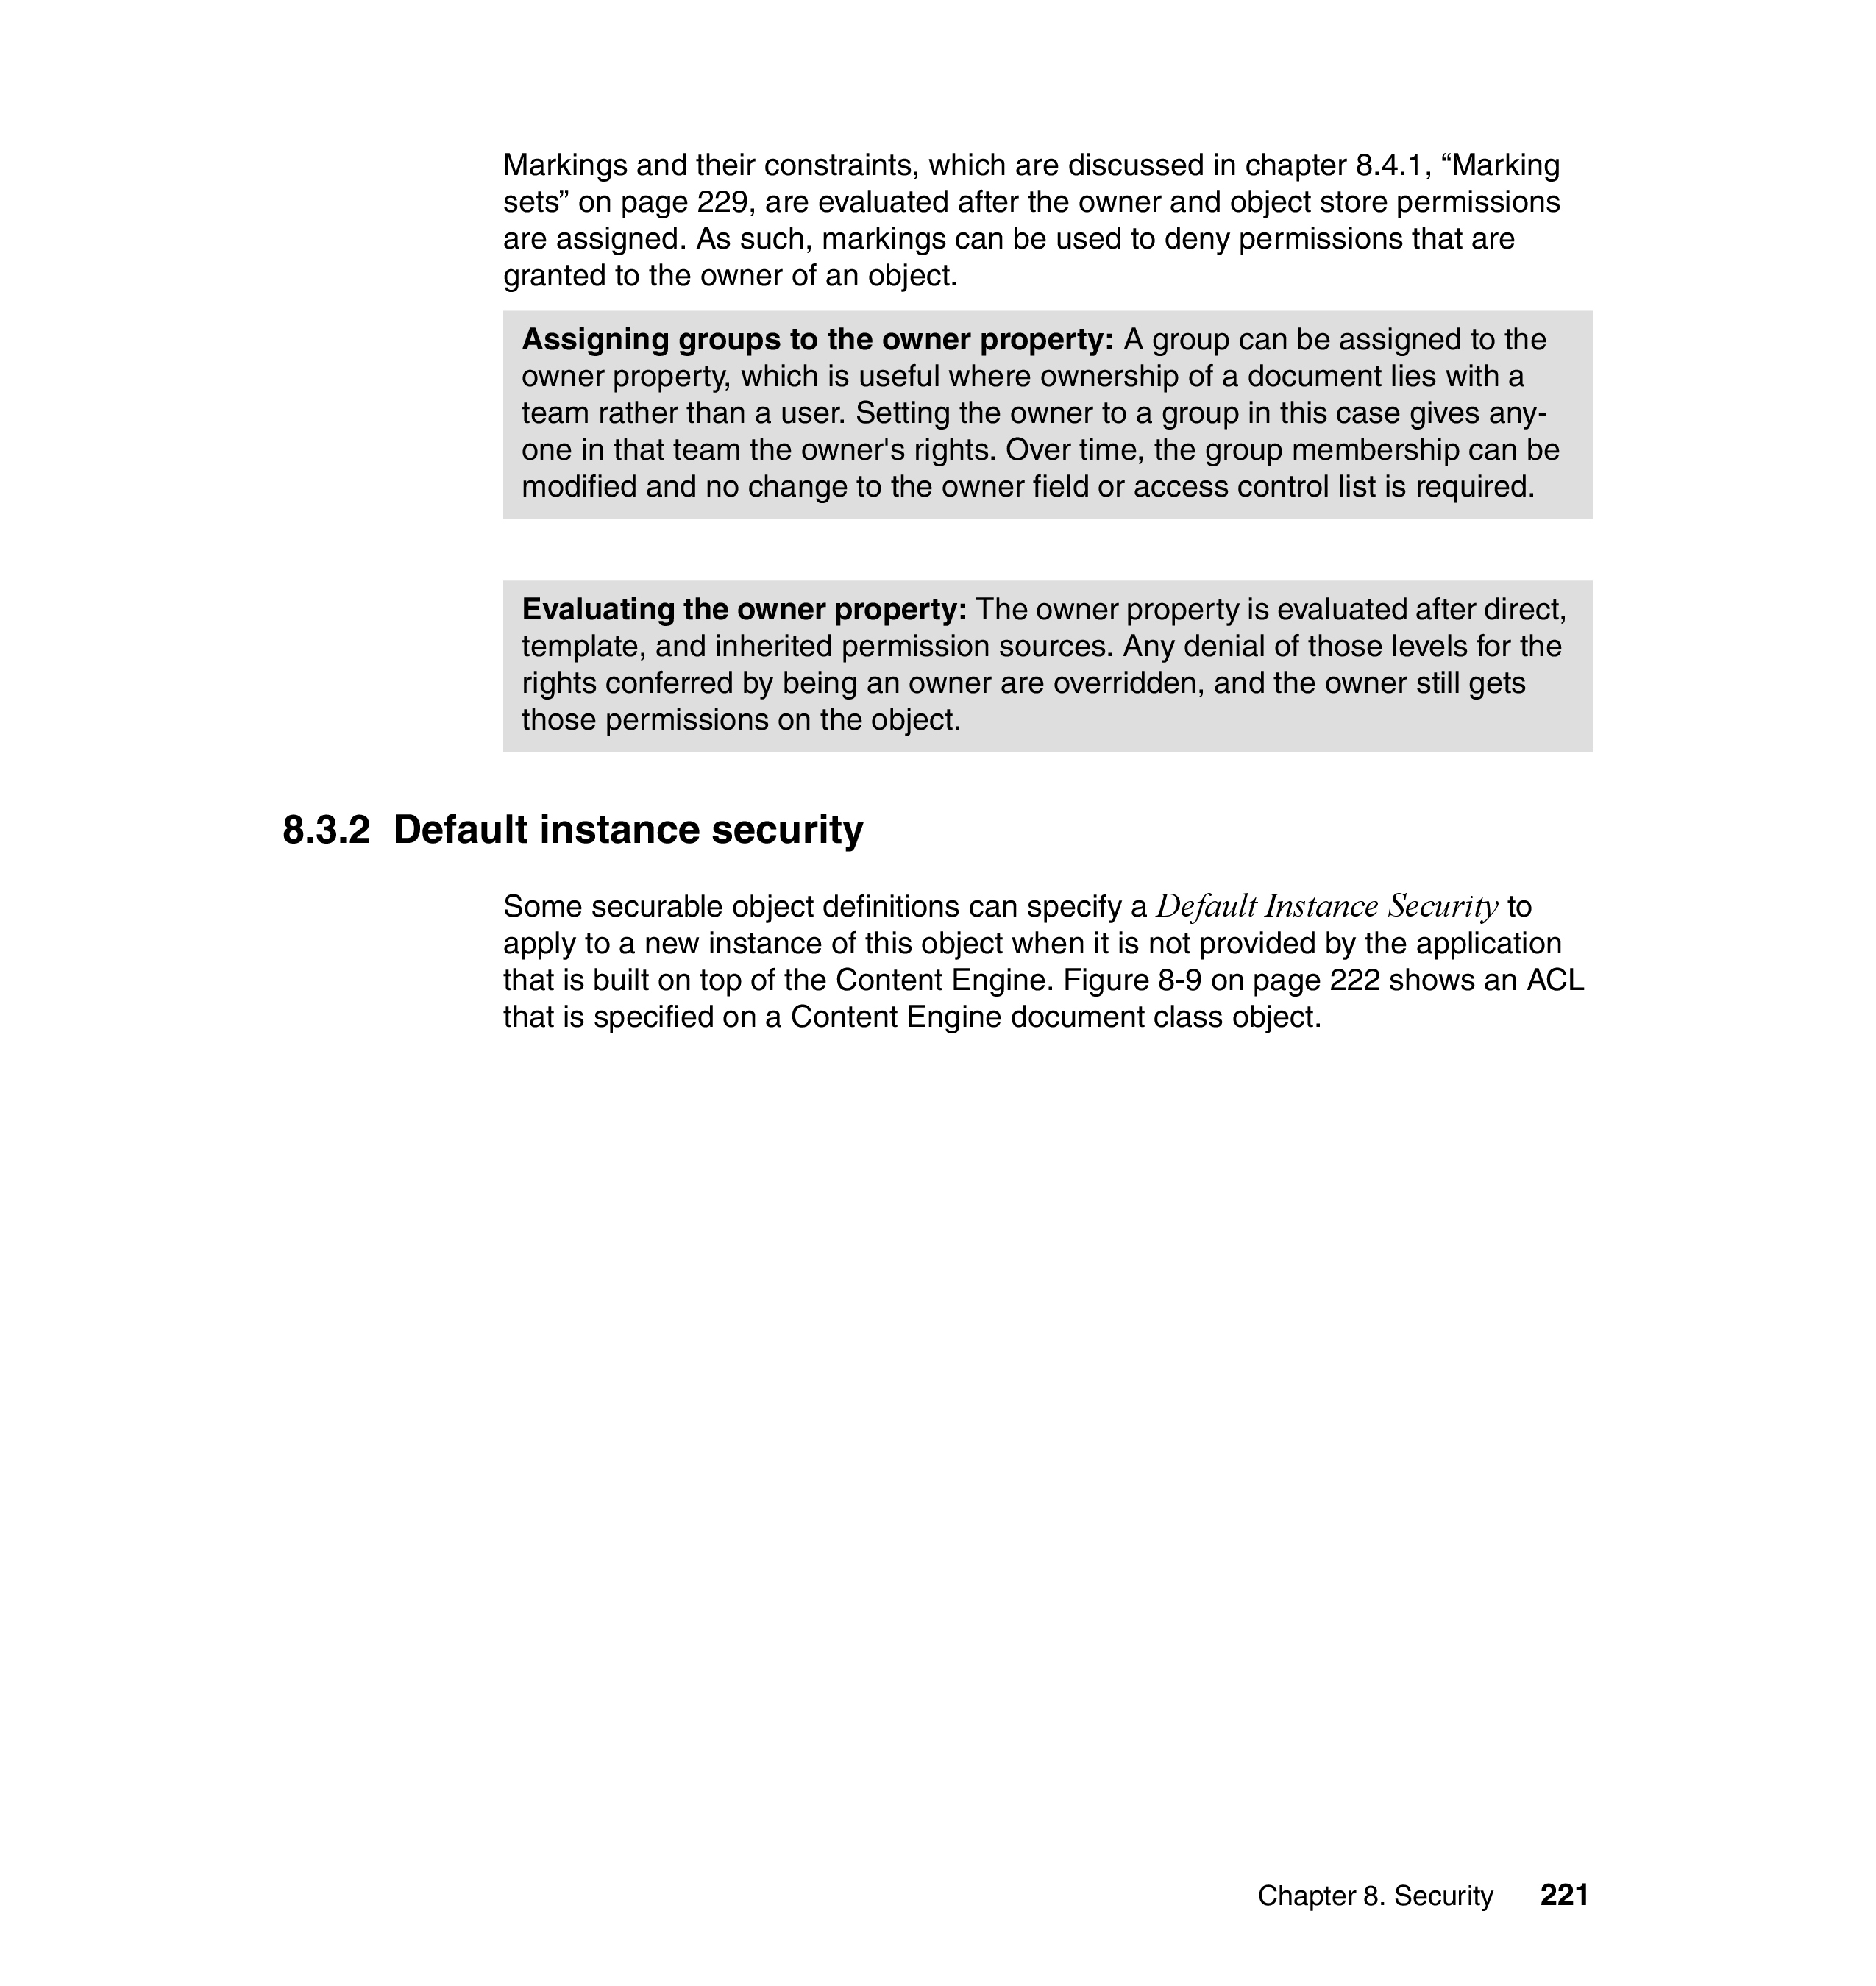 Markings and their constraints, which are discussed in chapter 8.4.1, “Marking
sets” on page 229, are evaluated after the owner and object store permissions
are assigned. As such, markings can be used to deny permissions that are
granted to the owner of an object.
Assigning groups to the owner property: A group can be assigned to the
owner property, which is useful where ownership of a document lies with a
team rather than a user. Setting the owner to a group in this case gives any-
one in that team the owner's rights. Over time, the group membership can be
modified and no change to the owner field or access control list is required.
Evaluating the owner property: The owner property is evaluated after direct,
template, and inherited permission sources. Any denial of those levels for the
rights conferred by being an owner are overridden, and the owner still gets
those permissions on the object.
8.3.2 Default instance security
Some securable object definitions can specify a Default Instance Security to
apply to a new instance of this object when it is not provided by the application
that is built on top of the Content Engine. Figure 8-9 on page 222 shows an ACL
that is specified on a Content Engine document class object.
Chapter 8. Security 221